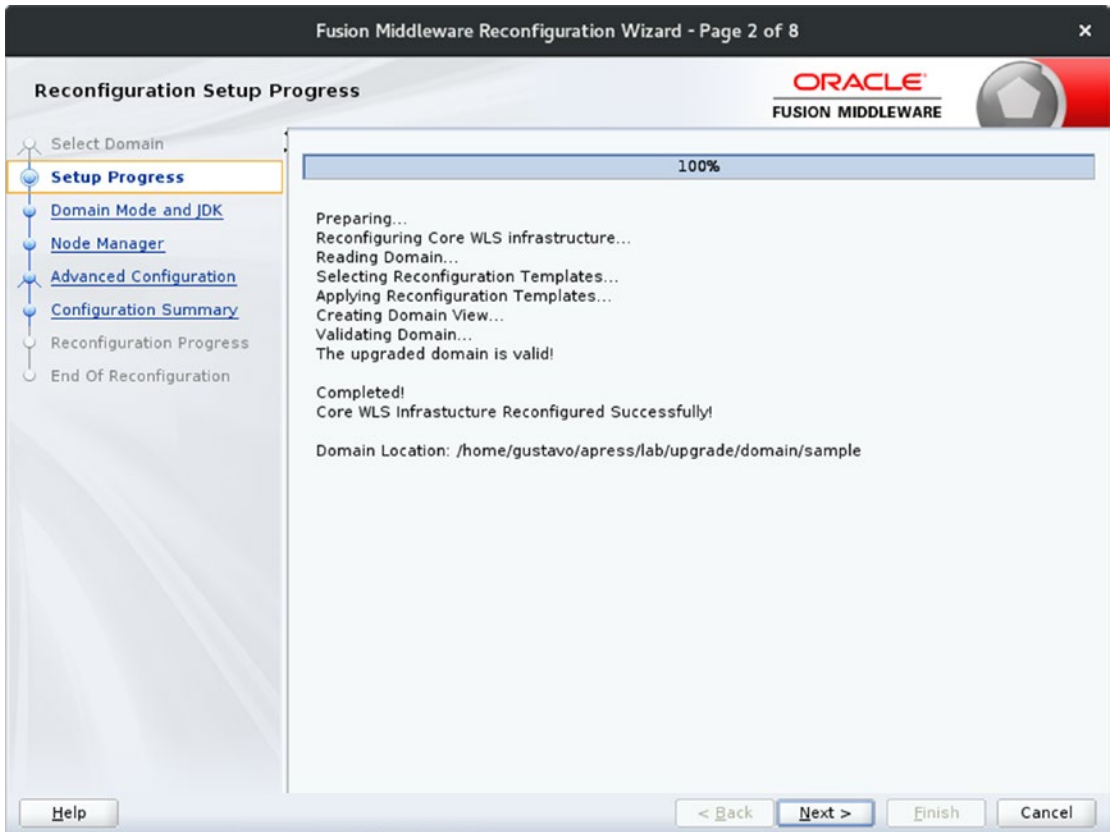 Fusion Middleware Reconfiguration Wizard - Page 2 of 8
Reconfiguration Setup Progress
ORACLE
FUSION MIDDLEWARE
Select Domain
Setup Progress
Domain Mode and JDK
Node Manager
Advanced Configuration
Configuration Summary
Reconfiguration Progress
End Of Reconfiguration
100%
Preparing...
Reconfiguring Core WLS infrastructure...
Reading Domain...
Selecting Reconfiguration Templates...
Applying Reconfiguration Templates...
Creating Domain View...
Validating Domain...
The upgraded domain is valid!
Completed!
Core WLS Infrastucture Reconfigured Successfully!
Domain Location: /home/gustavo/apress/lab/upgrade/domain/sample
Help
< Back
Next >
Finish
Cancel